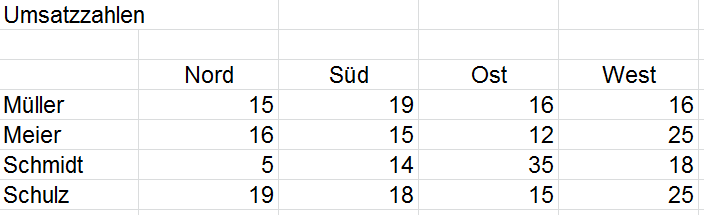 Umsatzzahlen
Nord Süd Ost West
Müller 15 19 16 16
Meier 16 15 12 25
Schmidt 5 14 35 18
Schulz 19 18 15 25